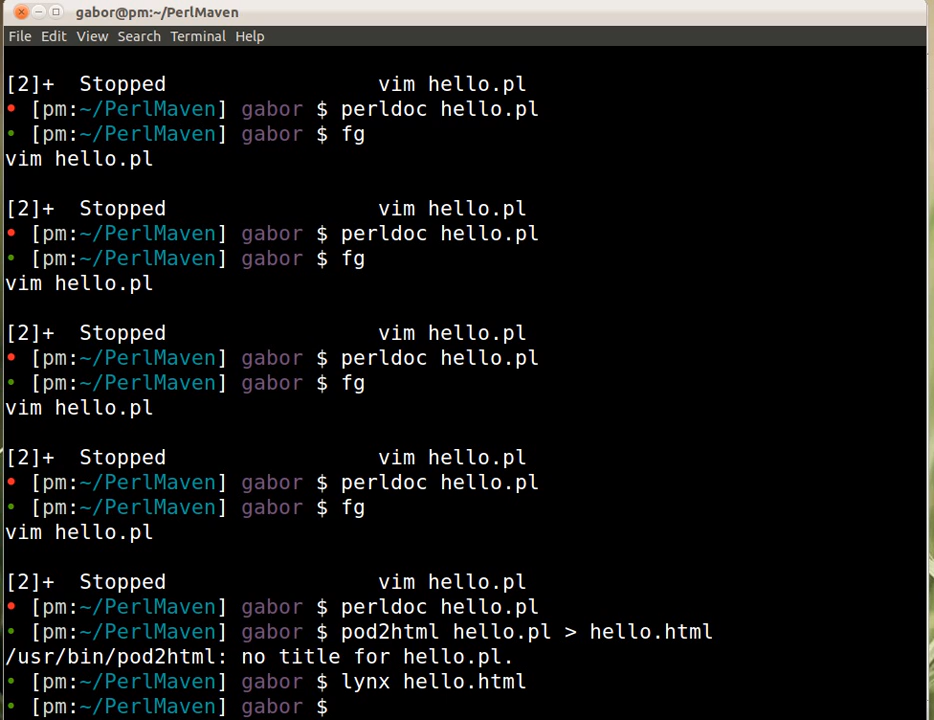 gabor@pm:~/PerlMaven
File Edit View Search Terminal Help
[2]+  Stopped                 vim hello.pl
• [pm:~/PerlMaven] gabor $ perldoc hello.pl
• [pm:~/PerlMaven] gabor $ fg
vim hello.pl
[2]+  Stopped                 vim hello.pl
• [pm:~/PerlMaven] gabor $ perldoc hello.pl
• [pm:~/PerlMaven] gabor $ fg
vim hello.pl
[2]+  Stopped                 vim hello.pl
• [pm:~/PerlMaven] gabor $ perldoc hello.pl
• [pm:~/PerlMaven] gabor $ fg
vim hello.pl
[2]+  Stopped                 vim hello.pl
• [pm:~/PerlMaven] gabor $ perldoc hello.pl
• [pm:~/PerlMaven] gabor $ fg
vim hello.pl
[2]+  Stopped                 vim hello.pl
• [pm:~/PerlMaven] gabor $ perldoc hello.pl
• [pm:~/PerlMaven] gabor $ pod2html hello.pl > hello.html
/usr/bin/pod2html: no title for hello.pl.
• [pm:~/PerlMaven] gabor $ lynx hello.html
• [pm:~/PerlMaven] gabor $